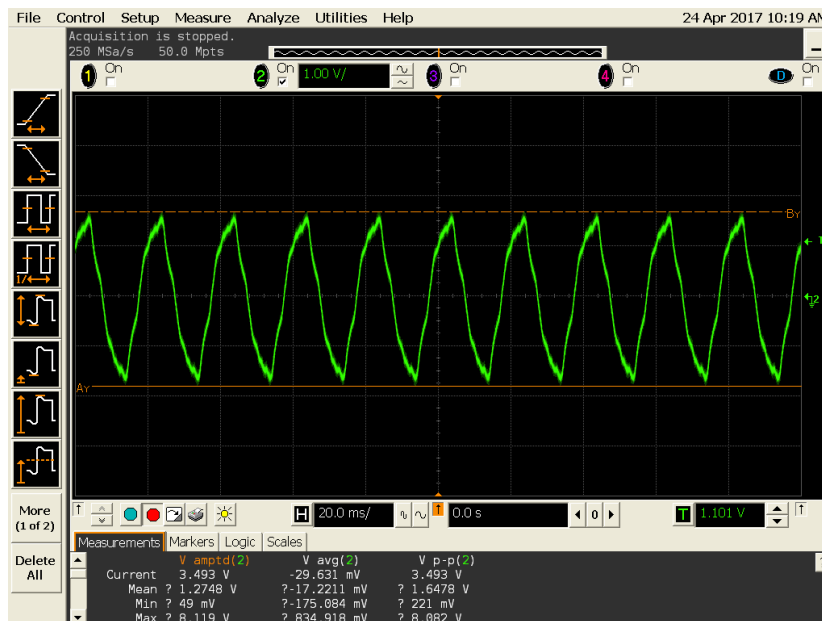 File Control Setup Measure Analyze Utilities Help 24 Apr 2017 10:19 AM
Acquisition is stopped.
250 MSa/s 50.0 Mpts
1 On 2 On 1.00 V/ 3 On 4 On D On
By
T
2
Ay
1/
More
(1 of 2)
Delete
All
H 20.0 ms/ 0.0 s 0 T 1.101 V
Measurements Markers Logic Scales
V amptd(2) V avg(2) V p-p(2)
Current 3.493 V -29.631 mV 3.493 V
Mean ? 1.2748 V ?-17.2211 mV ? 1.6478 V
Min ? 49 mV ?-175.084 mV ? 221 mV
Max ? 8.119 V ? 834.918 mV ? 8.082 V